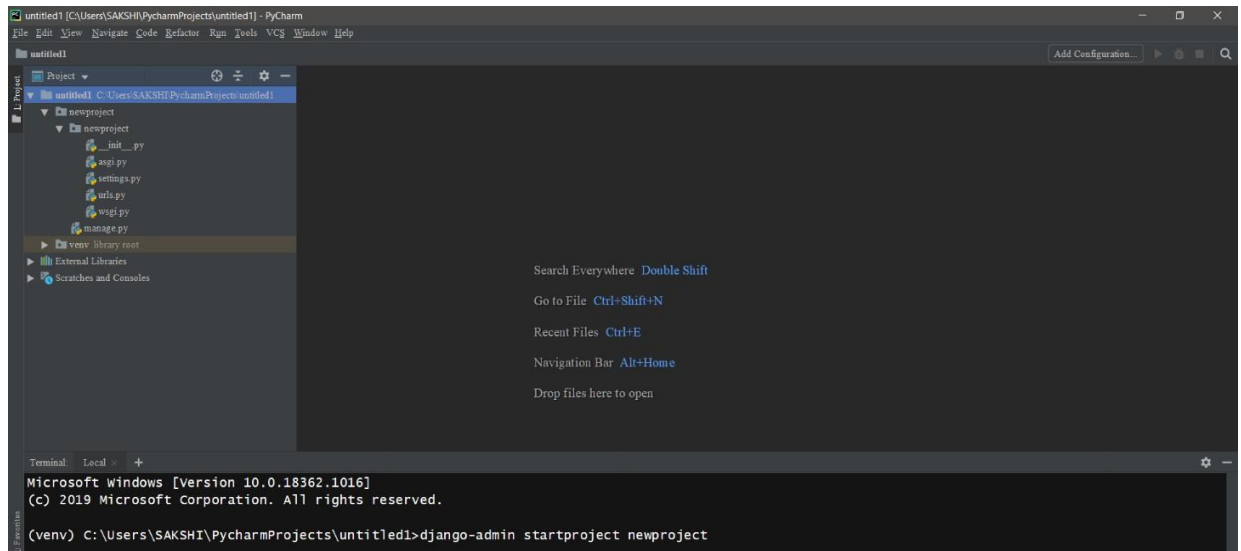 untitled1 [C:\Users\SAKSHI\PycharmProjects\untitled1] - PyCharm
File Edit View Navigate Code Refactor Run Tools VCS Window Help
untitled1
Add Configuration...
1: Project
Project
untitled1 C:\Users\SAKSHI\PycharmProjects\untitled1
newproject
newproject
__init__.py
asgi.py
settings.py
urls.py
wsgi.py
manage.py
venv library root
External Libraries
Scratches and Consoles
Search Everywhere Double Shift
Go to File Ctrl+Shift+N
Recent Files Ctrl+E
Navigation Bar Alt+Home
Drop files here to open
Terminal: Local +
Microsoft Windows [Version 10.0.18362.1016]
(c) 2019 Microsoft Corporation. All rights reserved.
(venv) C:\Users\SAKSHI\PycharmProjects\untitled1>django-admin startproject newproject
Favorites